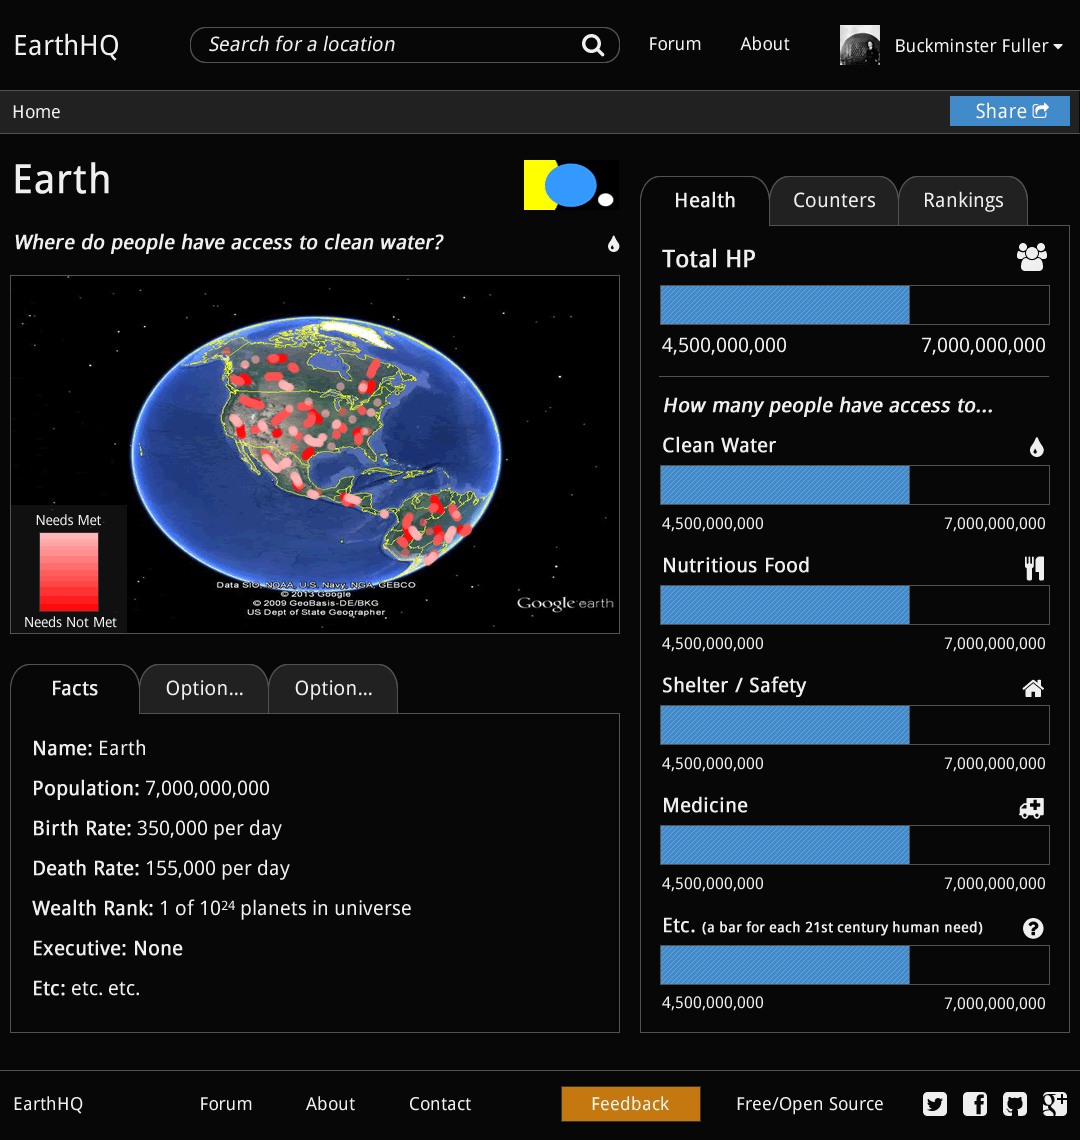 EarthHQ
Search for a location
Forum
About
Buckminster Fuller
Home
Share
Earth
Where do people have access to clean water?
Needs Met
Needs Not Met
Data SIO, NOAA, U.S. Navy, NGA, GEBCO
© 2013 Google
© 2009 GeoBasis-DE/BKG
US Dept of State Geographer
Google earth
Facts
Option...
Option...
Name: Earth
Population: 7,000,000,000
Birth Rate: 350,000 per day
Death Rate: 155,000 per day
Wealth Rank: 1 of 10²⁴ planets in universe
Executive: None
Etc: etc. etc.
Health
Counters
Rankings
Total HP
4,500,000,000
7,000,000,000
How many people have access to...
Clean Water
4,500,000,000
7,000,000,000
Nutritious Food
4,500,000,000
7,000,000,000
Shelter / Safety
4,500,000,000
7,000,000,000
Medicine
4,500,000,000
7,000,000,000
Etc. (a bar for each 21st century human need)
4,500,000,000
7,000,000,000
EarthHQ
Forum
About
Contact
Feedback
Free/Open Source